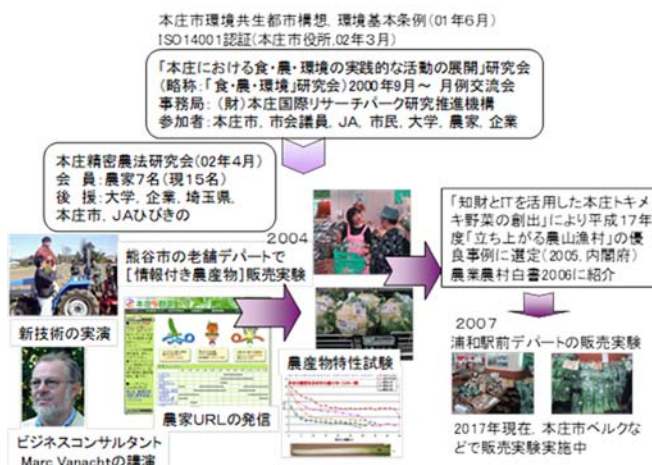 本庄市環境共生都市構想, 環境基本条例(01年6月)
ISO14001認証(本庄市役所,02年3月)
「本庄における食・農・環境の実践的な活動の展開」研究会
(略称:「食・農・環境」研究会)2000年9月~ 月例交流会
事務局:(財)本庄国際リサーチパーク研究推進機構
参加者:本庄市, 市会議員, JA, 市民, 大学, 農家, 企業
本庄精密農法研究会(02年4月)
会 員:農家7名(現15名)
後 援:大学, 企業, 埼玉県,
本庄市, JAひびきの
熊谷市の老舗デパートで
[情報付き農産物]販売実験
2004
「知財とITを活用した本庄トキメ
キ野菜の創出」により平成17年
度「立ち上がる農山漁村」の優
良事例に選定(2005, 内閣府)
農業農村白書2006に紹介
新技術の実演
農家URLの発信
農産物特性試験
ビジネスコンサルタント
Marc Vanachtの講演
2007
浦和駅前デパートの販売実験
2017年現在, 本庄市ベルクな
どで販売実験実施中